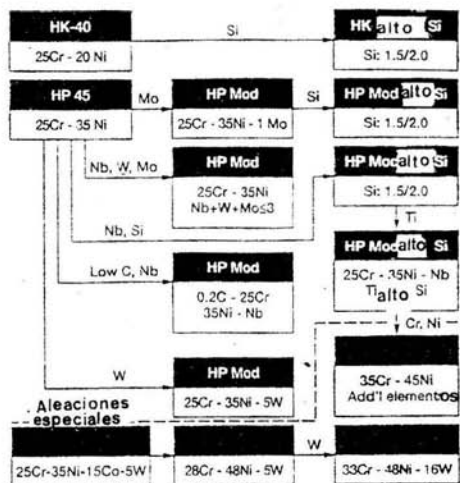 HK-40
Si
HK alto Si
25Cr - 20 Ni
Si: 1.5/2.0
HP 45
Mo
HP Mod
Si
HP Mod alto Si
25Cr - 35 Ni
25Cr - 35Ni - 1 Mo
Si: 1.5/2.0
Nb, W, Mo
HP Mod
HP Mod alto Si
25Cr - 35Ni
Nb+W+Mo≤3
Si: 1.5/2.0
Nb, Si
Ti
Low C, Nb
HP Mod
HP Mod alto Si
0.2C - 25Cr
35Ni - Nb
25Cr - 35Ni - Nb
Ti alto Si
Cr, Ni
W
HP Mod
25Cr - 35Ni - 5W
35Cr - 45Ni
Add'l elementos
Aleaciones
especiales
W
25Cr-35Ni-15Co-5W
28Cr - 48Ni - 5W
33Cr - 48Ni - 16W